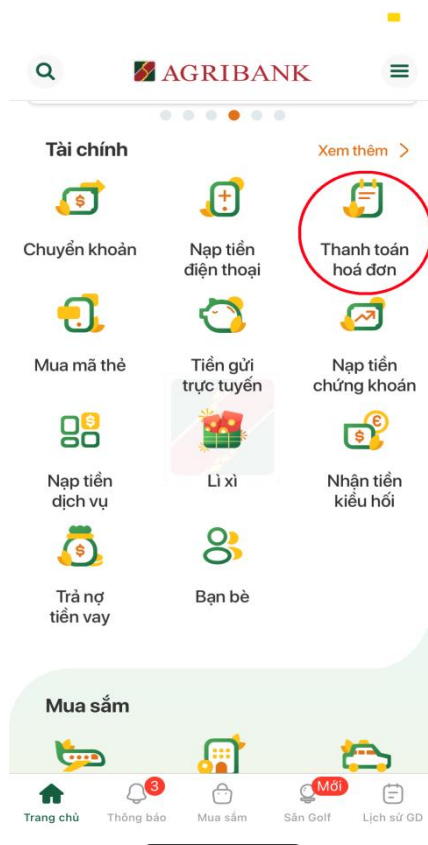 AGRIBANK
Tài chính
Xem thêm >
Chuyển khoản
Nạp tiền
điện thoại
Thanh toán
hoá đơn
Mua mã thẻ
Tiền gửi
trực tuyến
Nạp tiền
chứng khoán
Nạp tiền
dịch vụ
Lì xì
Nhận tiền
kiều hối
Trả nợ
tiền vay
Bạn bè
Mua sắm
3
Mới
Trang chủ
Thông báo
Mua sắm
Sân Golf
Lịch sử GD